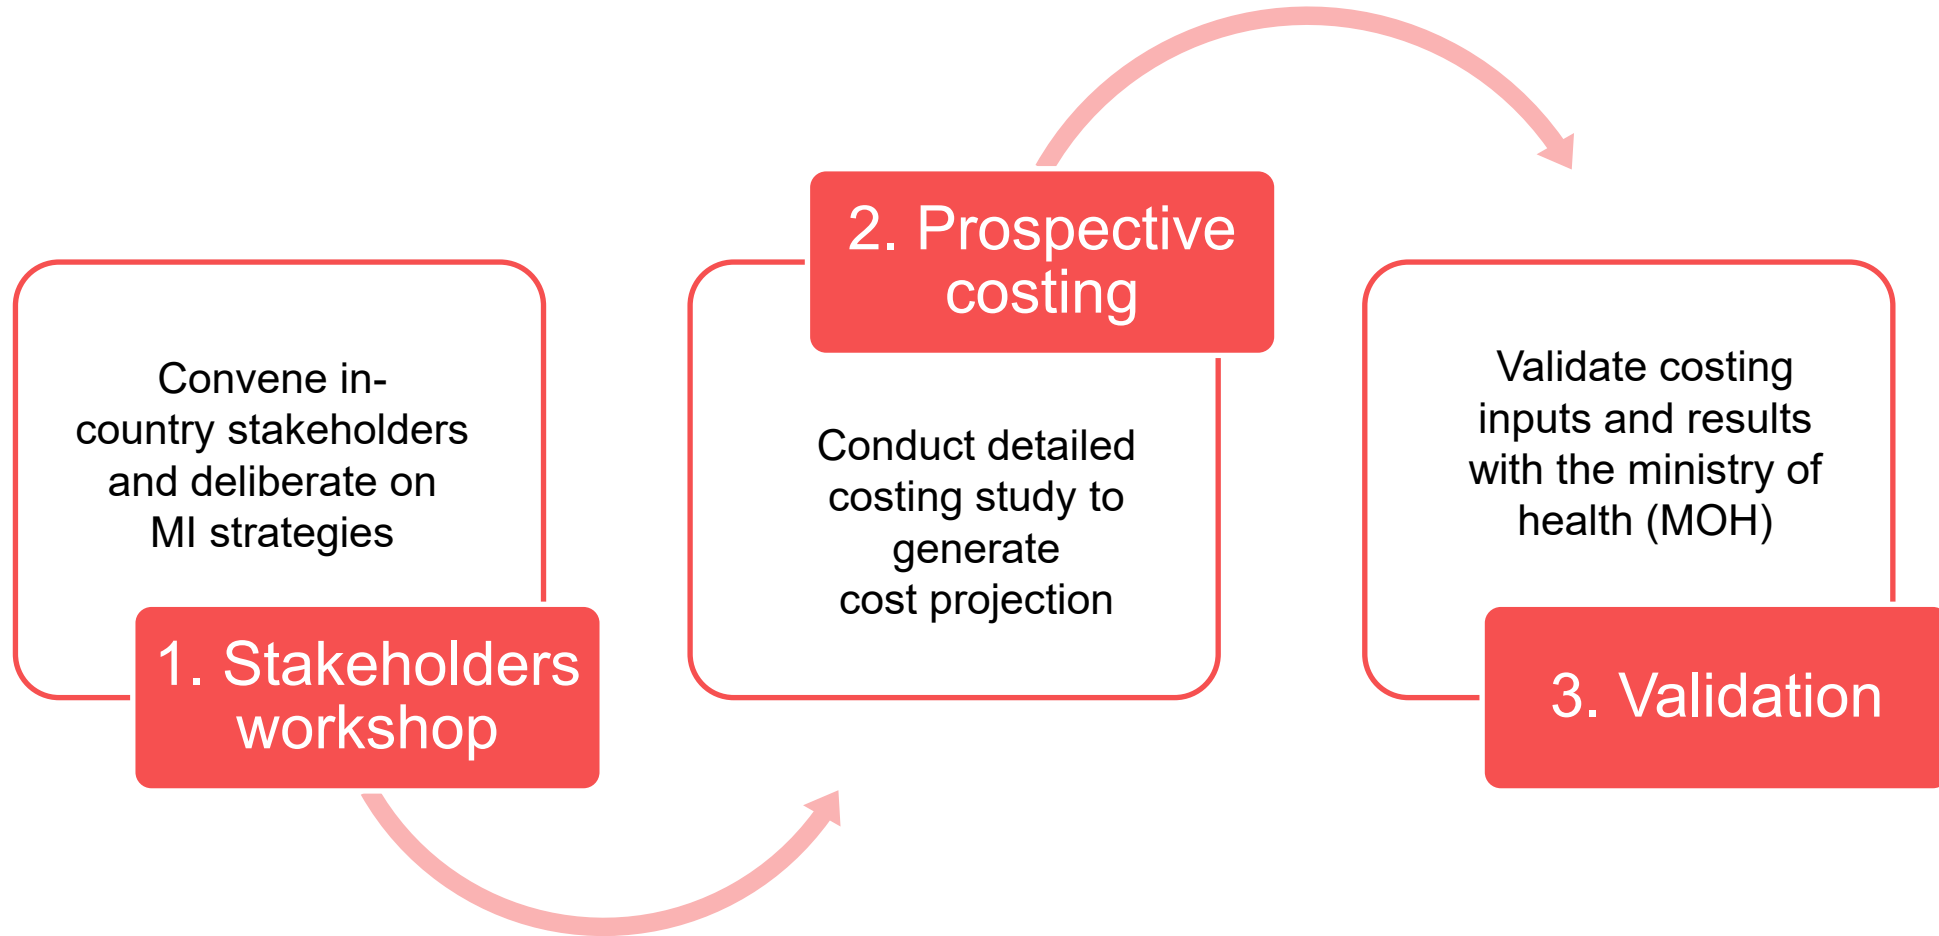 Convene in-
country stakeholders
and deliberate on
MI strategies
1. Stakeholders
workshop
2. Prospective
costing
Conduct detailed
costing study to
generate
cost projection
Validate costing
inputs and results
with the ministry of
health (MOH)
3. Validation